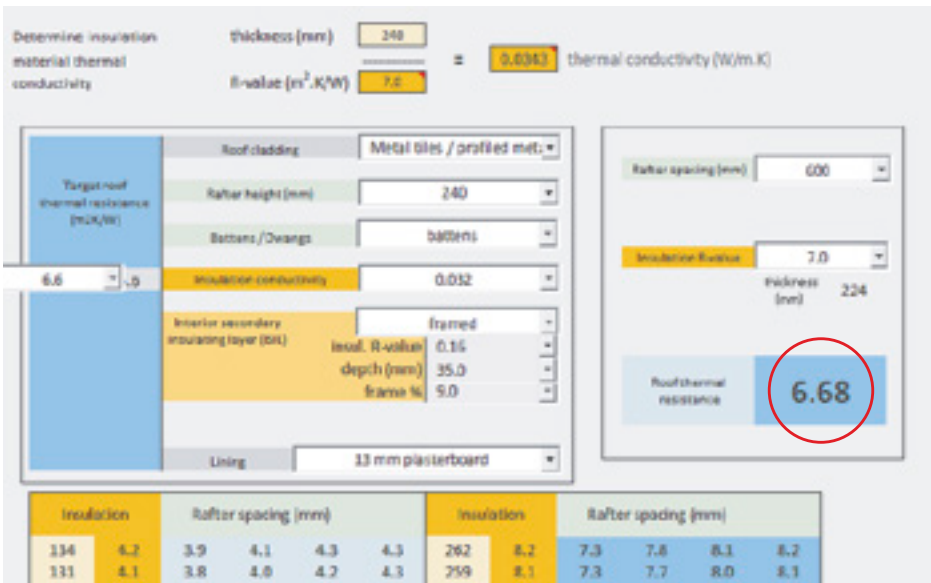 Determine insulation
material thermal
conductivity
thickness (mm) 240
R-value (m².K/W) 7.0
= 0.0343 thermal conductivity (W/m.K)
Target roof
thermal resistance
(m2K/W)
6.6
Roof cladding Metal tiles / profiled meta
Rafter height (mm) 240
Battens / Dwangs battens
Insulation conductivity 0.032
Interior secondary
insulating layer (ISIL)
framed
insul. R-value 0.16
depth (mm) 35.0
frame % 9.0
Lining 13 mm plasterboard
Rafter spacing (mm) 600
Insulation R-value 7.0
thickness
(mm) 224
Roof thermal
resistance
6.68
Insulation Rafter spacing (mm) Insulation Rafter spacing (mm)
134 4.2 3.9 4.1 4.3 4.3 262 8.2 7.3 7.8 8.1 8.2
131 4.1 3.8 4.0 4.2 4.3 259 8.1 7.3 7.7 8.0 8.1